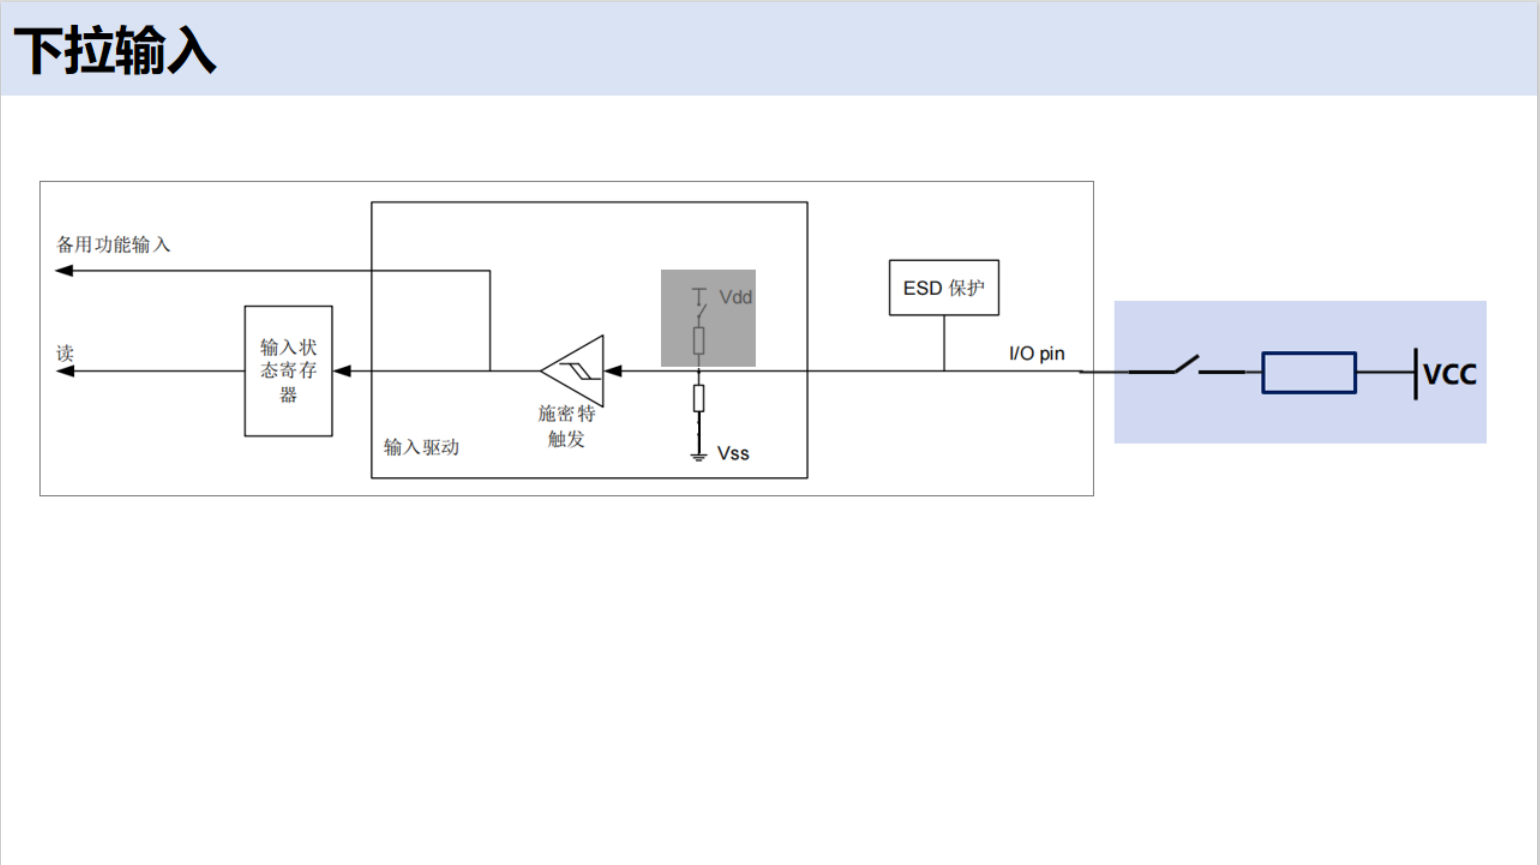 下拉输入
备用功能输入
Vdd
ESD 保护
读
输入状
态寄存
器
I/O pin
VCC
施密特
触发
输入驱动
Vss